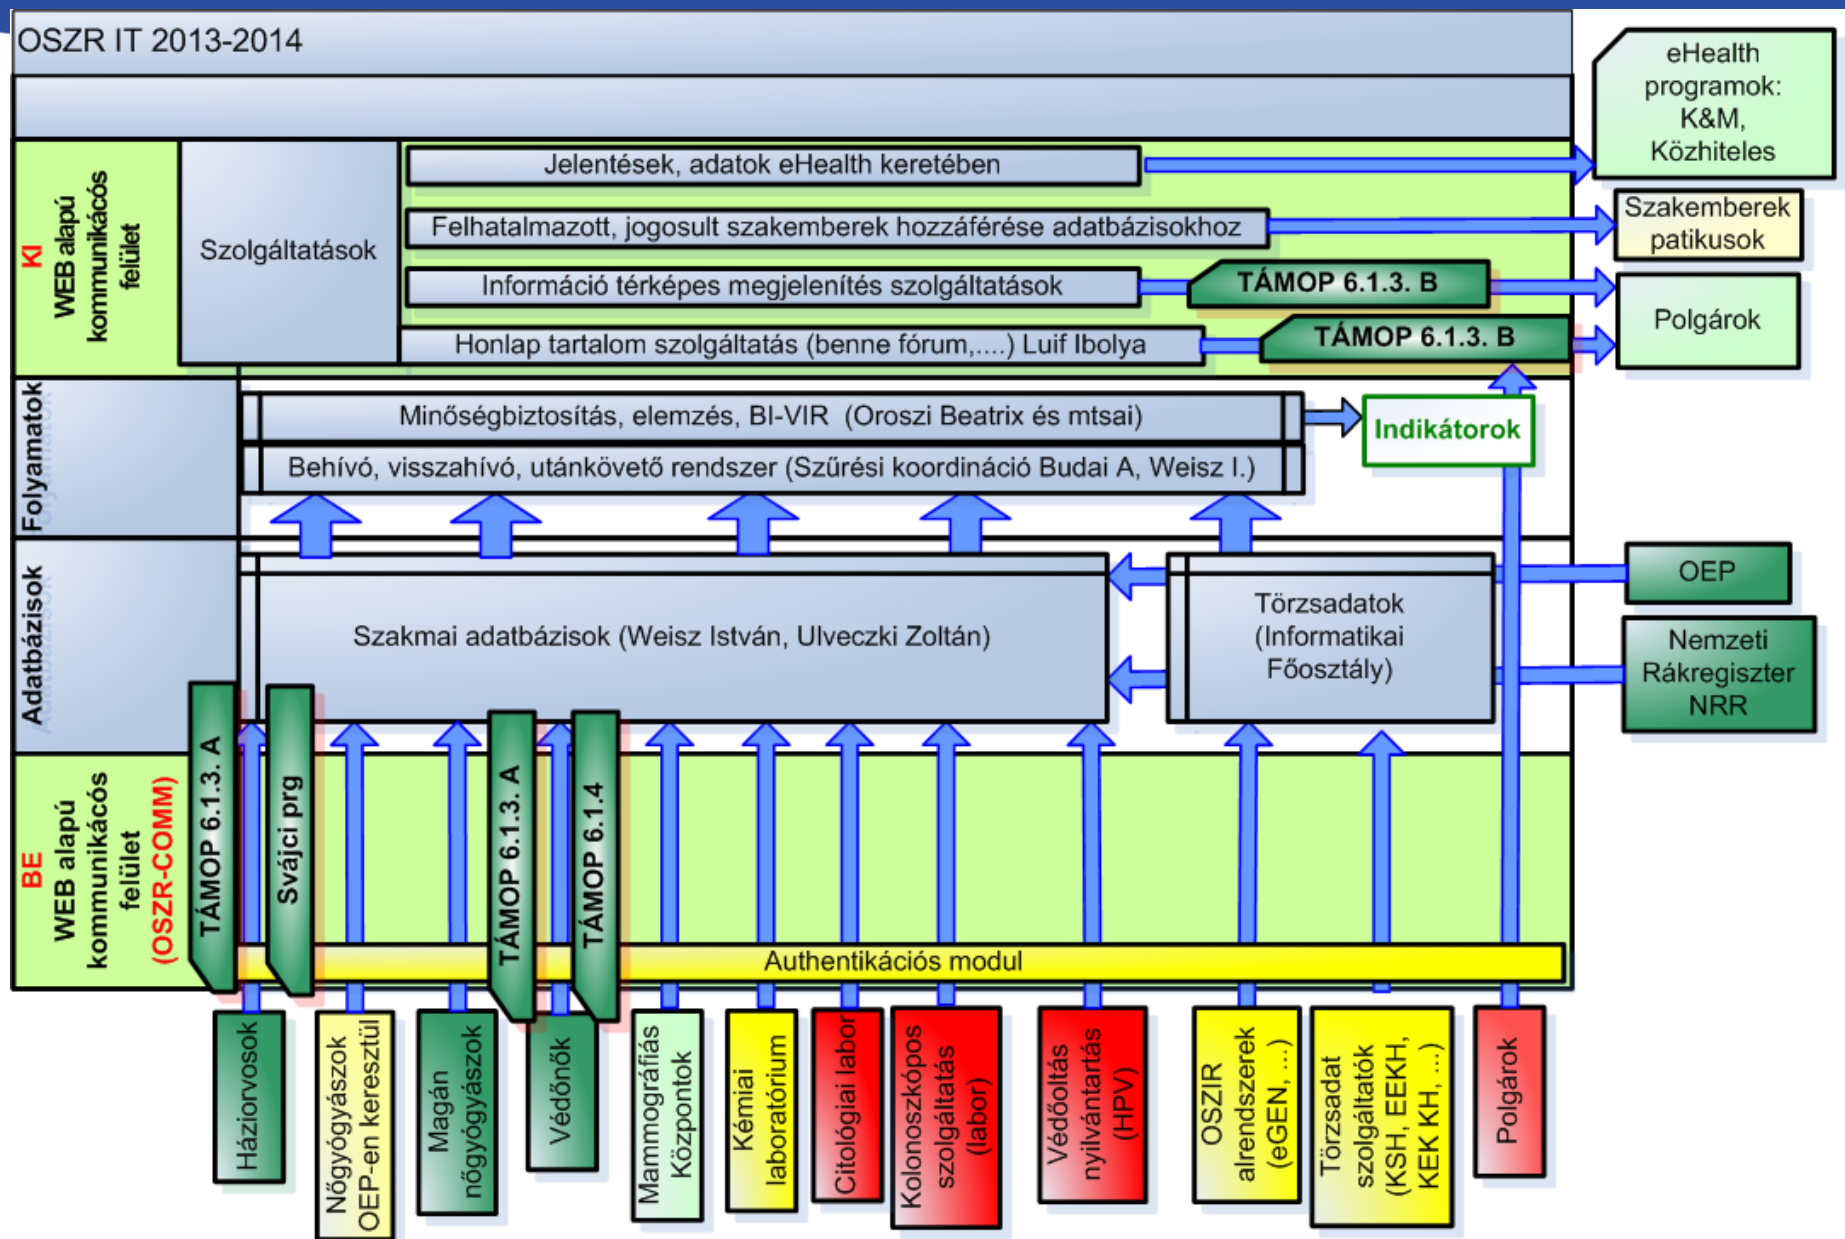 OSZR IT 2013-2014
eHealth
programok:
K&M,
Közhiteles
KI
WEB alapú
kommunikácós
felület
Szolgáltatások
Jelentések, adatok eHealth keretében
Felhatalmazott, jogosult szakemberek hozzáférése adatbázisokhoz
Szakemberek
patikusok
Információ térképes megjelenítés szolgáltatások
TÁMOP 6.1.3. B
Honlap tartalom szolgáltatás (benne fórum,....) Luif Ibolya
TÁMOP 6.1.3. B
Polgárok
Folyamatok
Minőségbiztosítás, elemzés, BI-VIR (Oroszi Beatrix és mtsai)
Behívó, visszahívó, utánkövető rendszer (Szűrési koordináció Budai A, Weisz I.)
Indikátorok
Adatbázisok
Szakmai adatbázisok (Weisz István, Ulveczki Zoltán)
Törzsadatok
(Informatikai
Főosztály)
OEP
Nemzeti
Rákregiszter
NRR
BE
WEB alapú
kommunikácós
felület
(OSZR-COMM)
TÁMOP 6.1.3. A
Svájci prg
TÁMOP 6.1.3. A
TÁMOP 6.1.4
Authentikációs modul
Háziorvosok
Nőgyógyászok
OEP-en keresztül
Magán
nőgyógyászok
Védőnők
Mammográfiás
Központok
Kémiai
laboratórium
Citológiai labor
Kolonoszkópos
szolgáltatás
(labor)
Védőoltás
nyilvántartás
(HPV)
OSZIR
alrendszerek
(eGEN, ...)
Törzsadat
szolgáltatók
(KSH, EEKH,
KEK KH, ...)
Polgárok